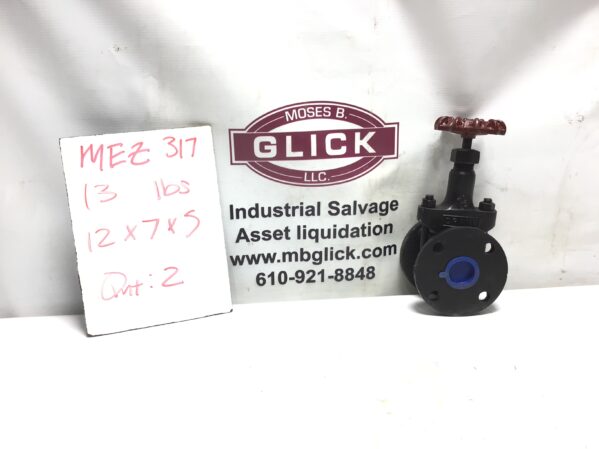 MEZ 317
13 lbs
12 x 7 x 5
Qnt: 2
MOSES B.
GLICK
LLC.
Industrial Salvage
Asset liquidation
www.mbglick.com
610-921-8848